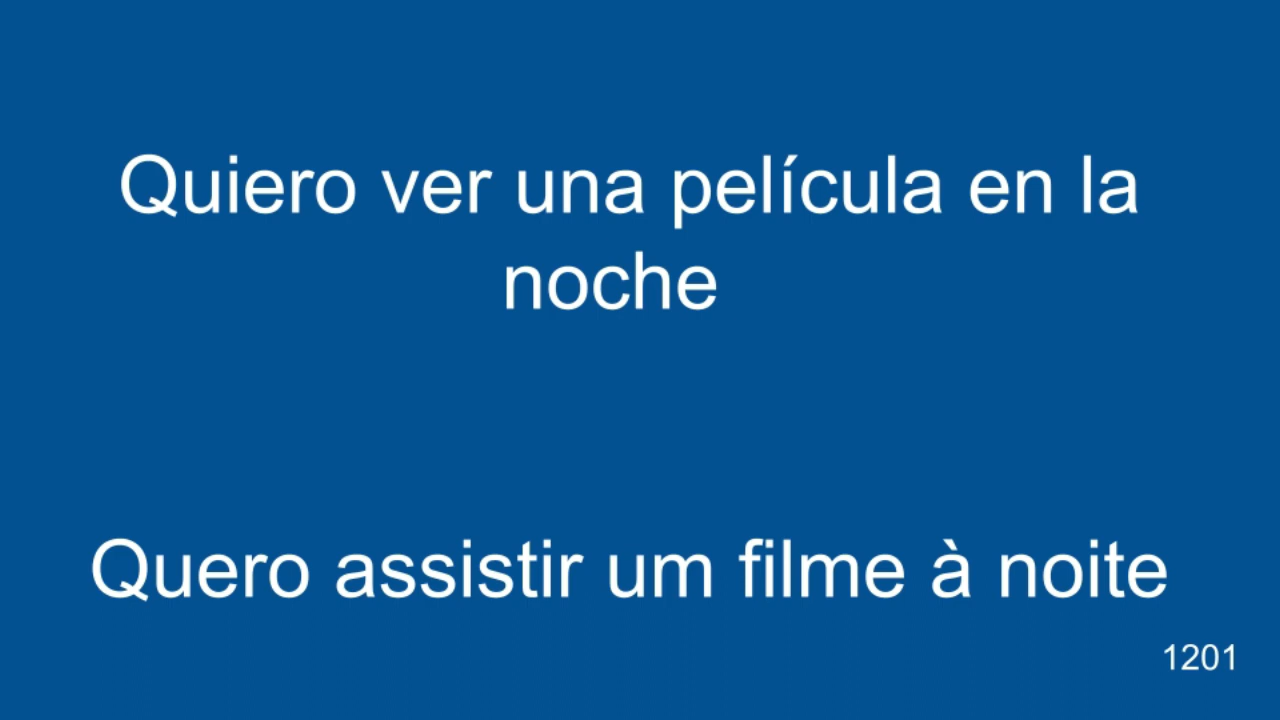 Quiero ver una película en la
noche
Quero assistir um filme à noite
1201